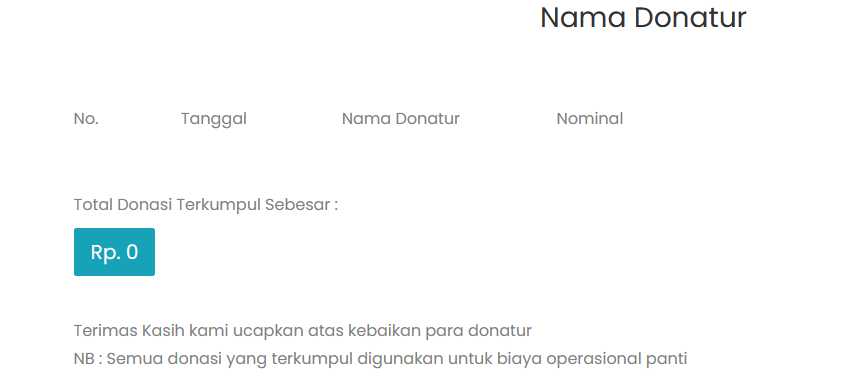 Nama Donatur
No. Tanggal Nama Donatur Nominal
Total Donasi Terkumpul Sebesar :
Rp. 0
Terimas Kasih kami ucapkan atas kebaikan para donatur
NB : Semua donasi yang terkumpul digunakan untuk biaya operasional panti